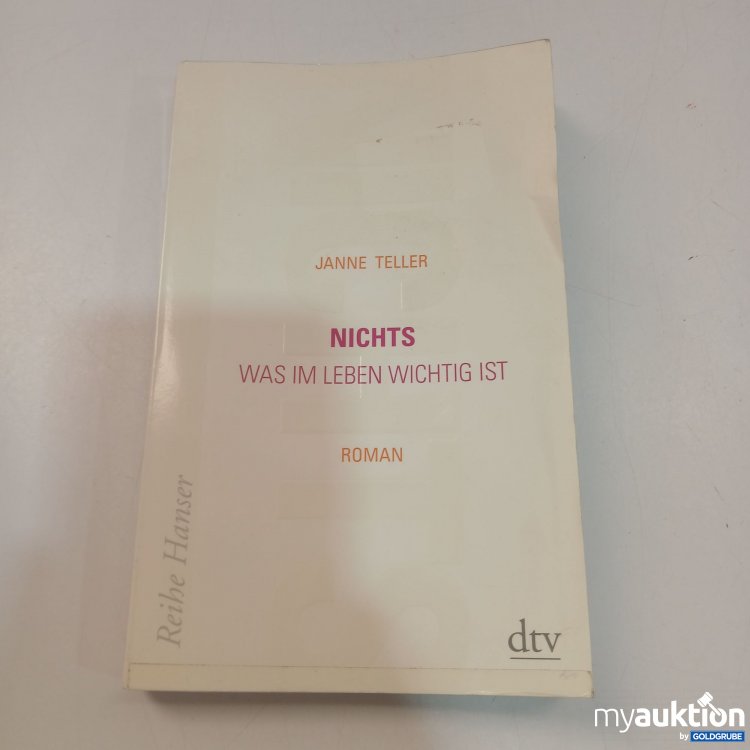 JANNE TELLER
NICHTS
WAS IM LEBEN WICHTIG IST
ROMAN
Reihe Hanser
dtv
myauktion
by GOLDGRUBE